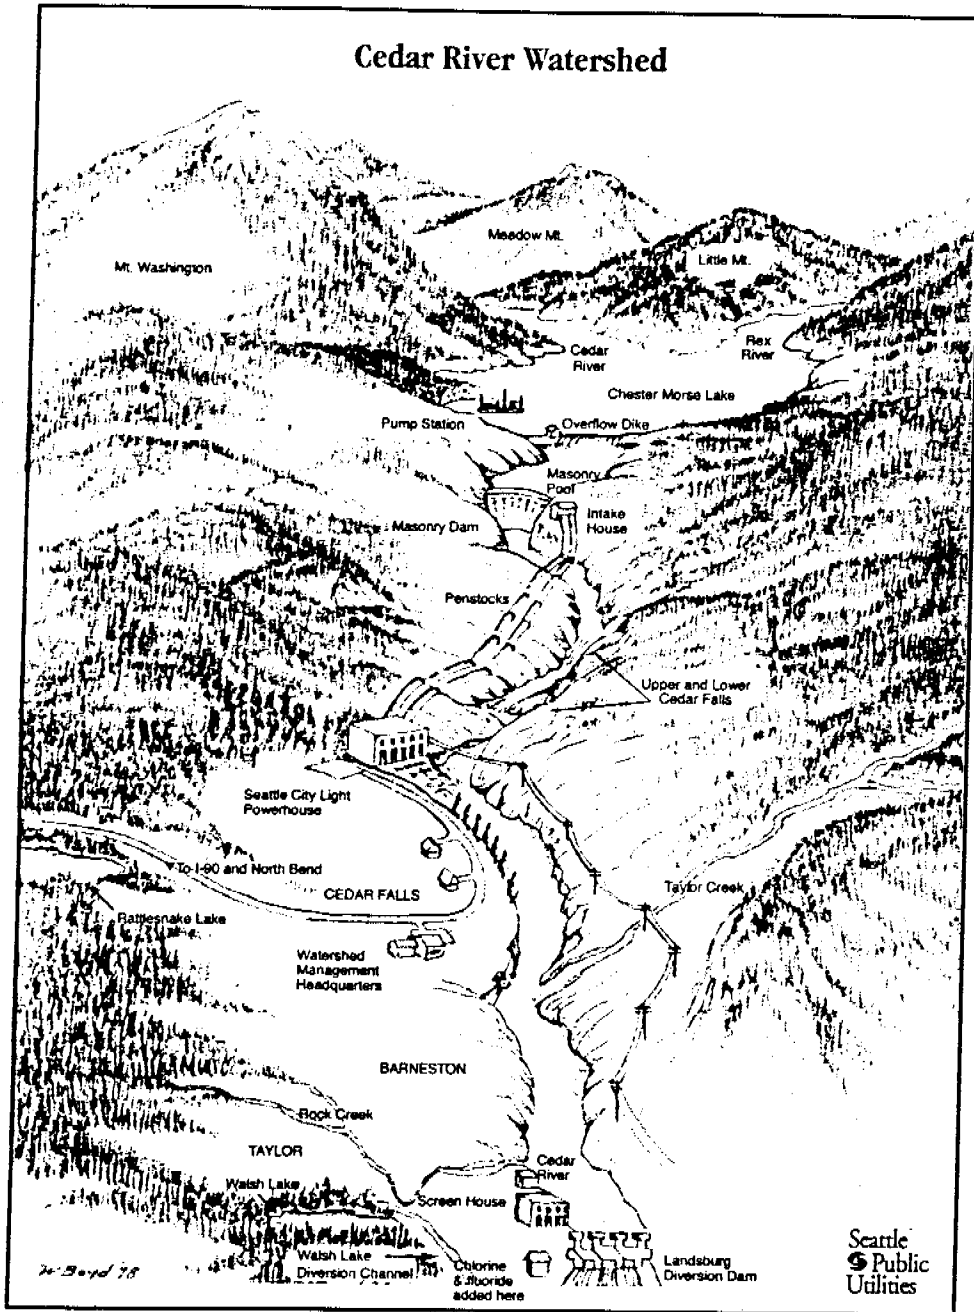 Cedar River Watershed
Meadow Mt.
Little Mt.
Mt. Washington
Cedar
River
Rex
River
Chester Morse Lake
Pump Station
Overflow Dike
Masonry
Pool
Intake
House
Masonry Dam
Penstocks
Upper and Lower
Cedar Falls
Seattle City Light
Powerhouse
To I-90 and North Bend
CEDAR FALLS
Taylor Creek
Rattlesnake Lake
Watershed
Management
Headquarters
BARNESTON
Rock Creek
TAYLOR
Cedar
River
Walsh Lake
Screen House
Walsh Lake
Diversion Channel
Chlorine
& fluoride
added here
Landsburg
Diversion Dam
Seattle
Public
Utilities
Boyd 78